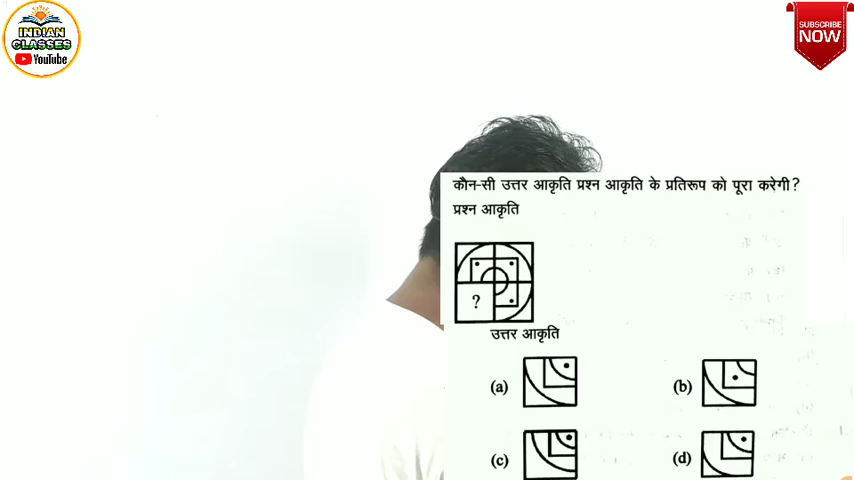 INDIAN
CLASSES
YouTube
SUBSCRIBE
NOW
कौन-सी उत्तर आकृति प्रश्न आकृति के प्रतिरूप को पूरा करेगी?
प्रश्न आकृति
?
उत्तर आकृति
(a)
(b)
(c)
(d)